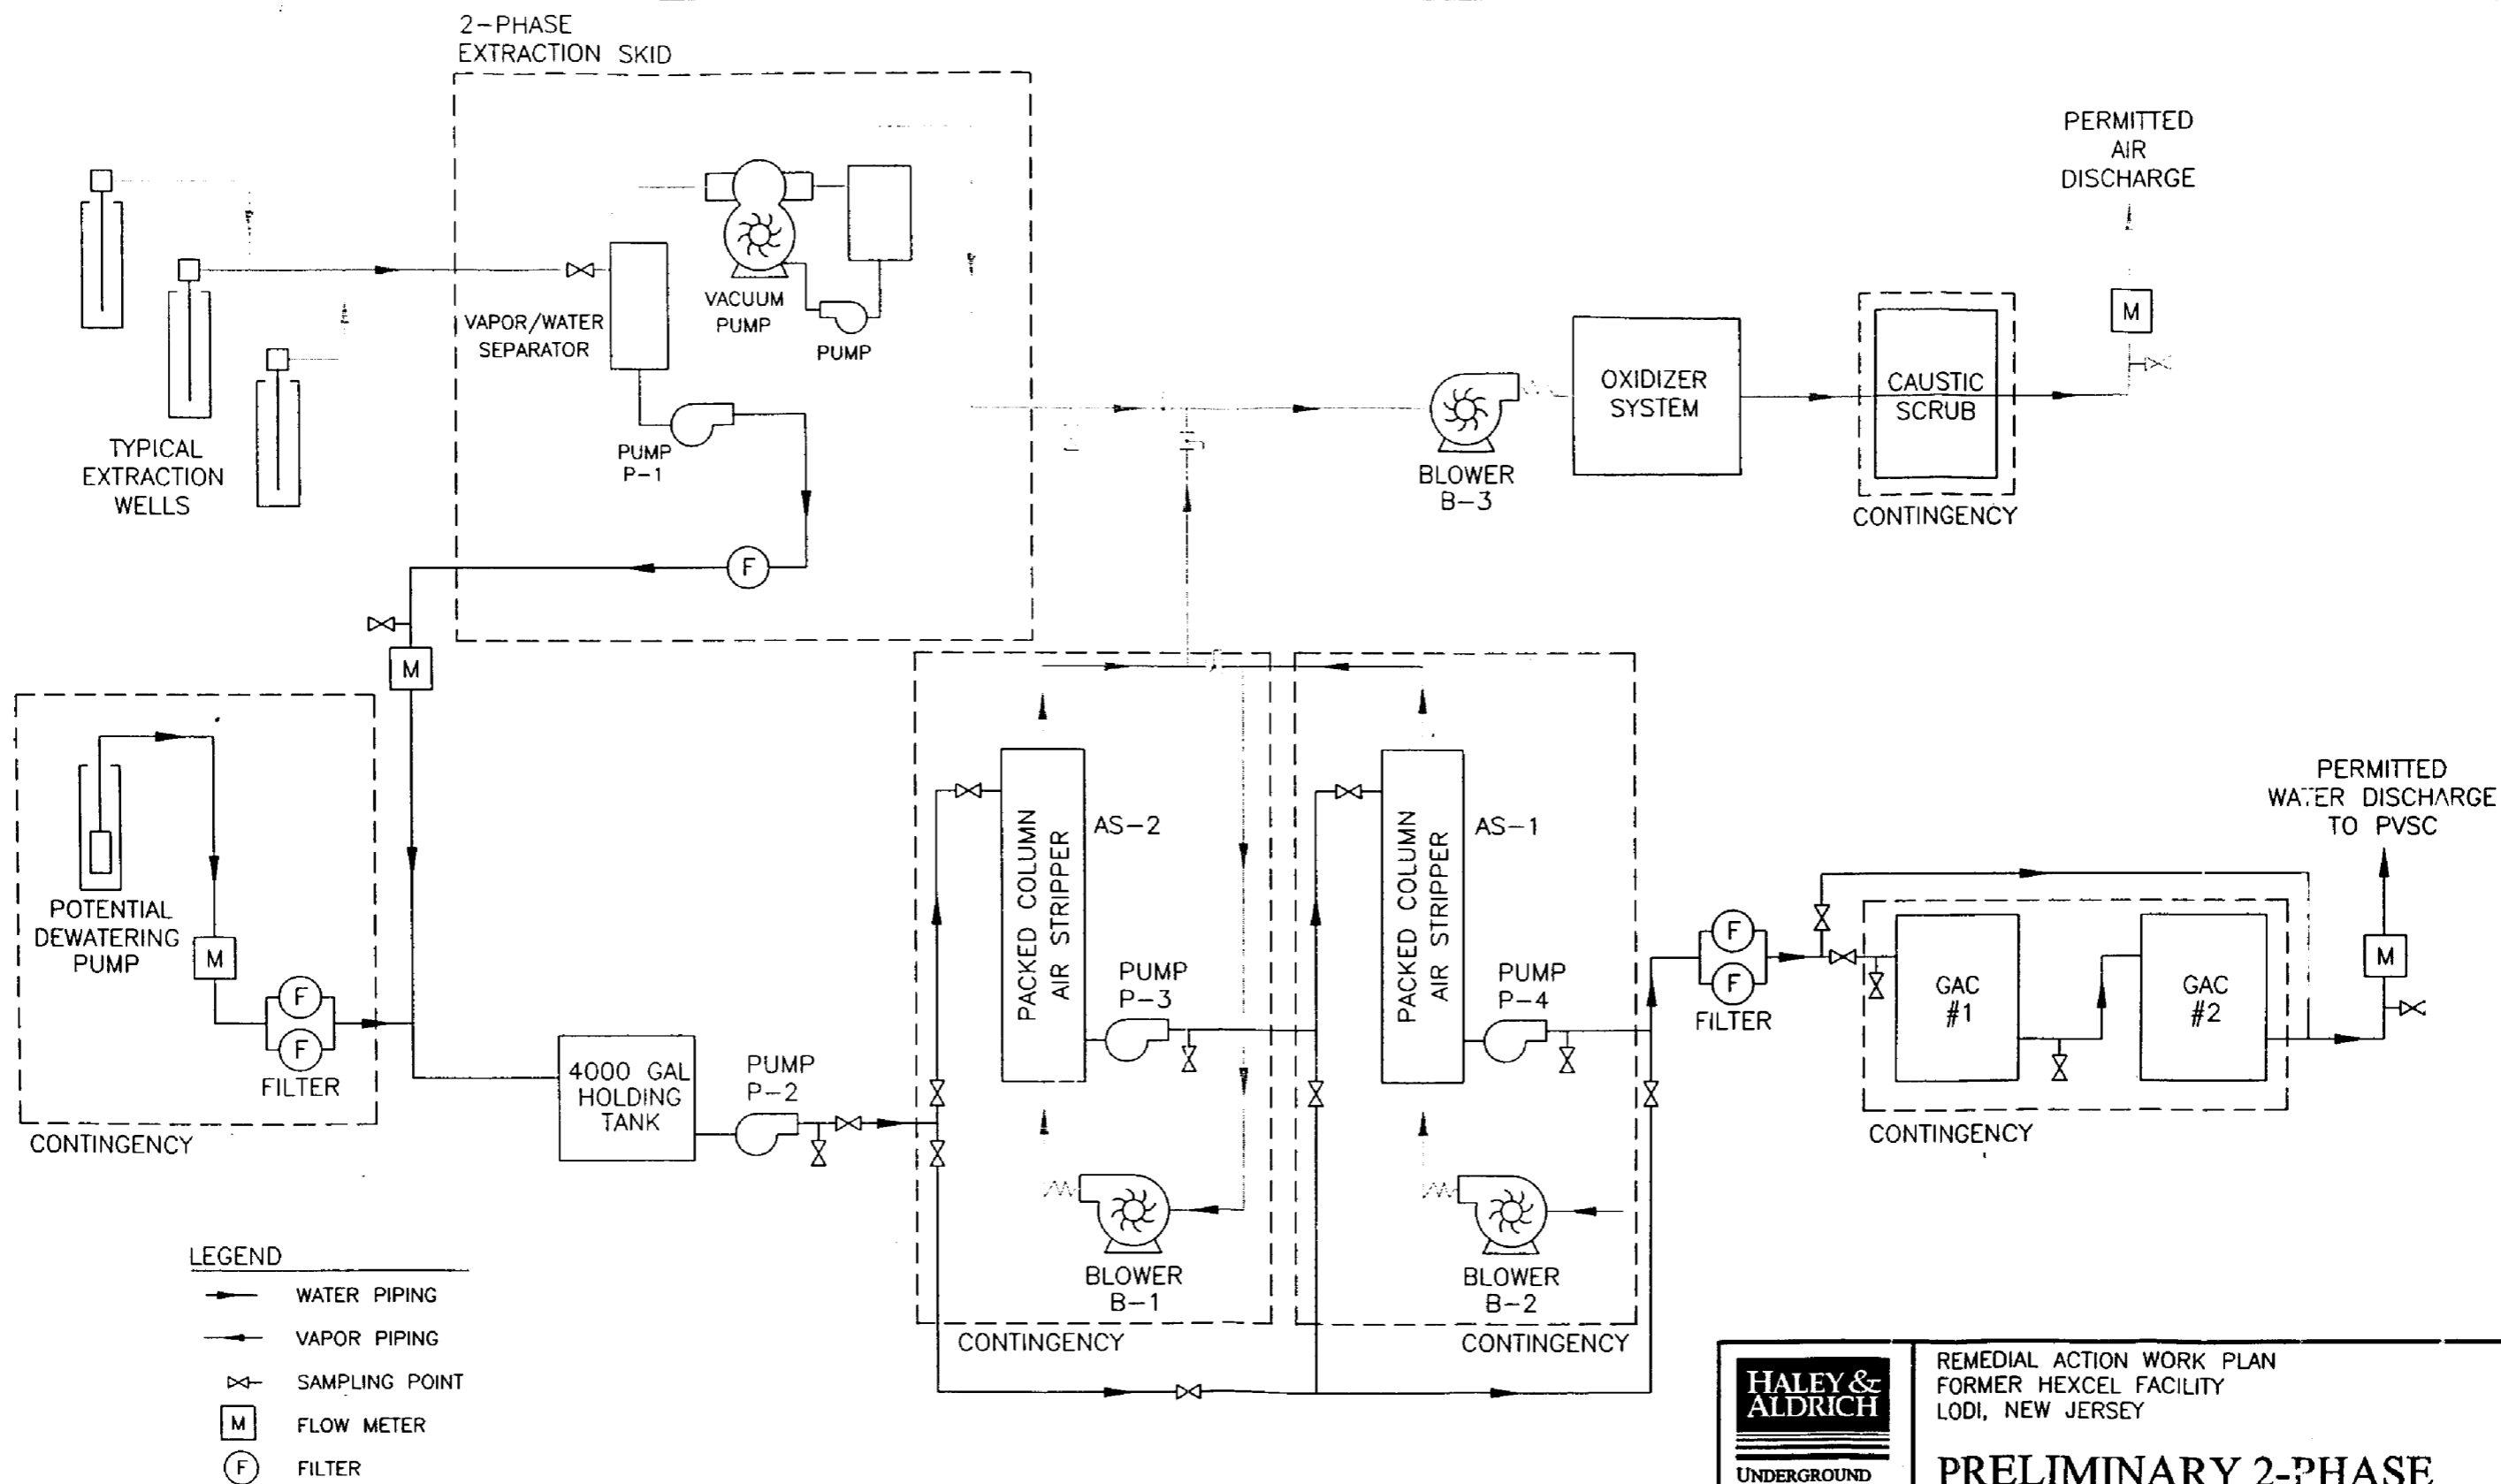 2-PHASE
EXTRACTION SKID
PERMITTED
AIR
DISCHARGE
VACUUM
PUMP
VAPOR/WATER
SEPARATOR
PUMP
M
OXIDIZER
SYSTEM
CAUSTIC
SCRUB
TYPICAL
EXTRACTION
WELLS
PUMP
P-1
BLOWER
B-3
CONTINGENCY
F
M
POTENTIAL
DEWATERING
PUMP
M
F
F
FILTER
CONTINGENCY
4000 GAL
HOLDING
TANK
PUMP
P-2
PACKED COLUMN
AIR STRIPPER
AS-2
PUMP
P-3
BLOWER
B-1
CONTINGENCY
PACKED COLUMN
AIR STRIPPER
AS-1
PUMP
P-4
BLOWER
B-2
CONTINGENCY
F
F
FILTER
GAC
#1
GAC
#2
CONTINGENCY
PERMITTED
WATER DISCHARGE
TO PVSC
M
LEGEND
WATER PIPING
VAPOR PIPING
SAMPLING POINT
M FLOW METER
F FILTER
HALEY &
ALDRICH
UNDERGROUND
REMEDIAL ACTION WORK PLAN
FORMER HEXCEL FACILITY
LODI, NEW JERSEY
PRELIMINARY 2-PHASE